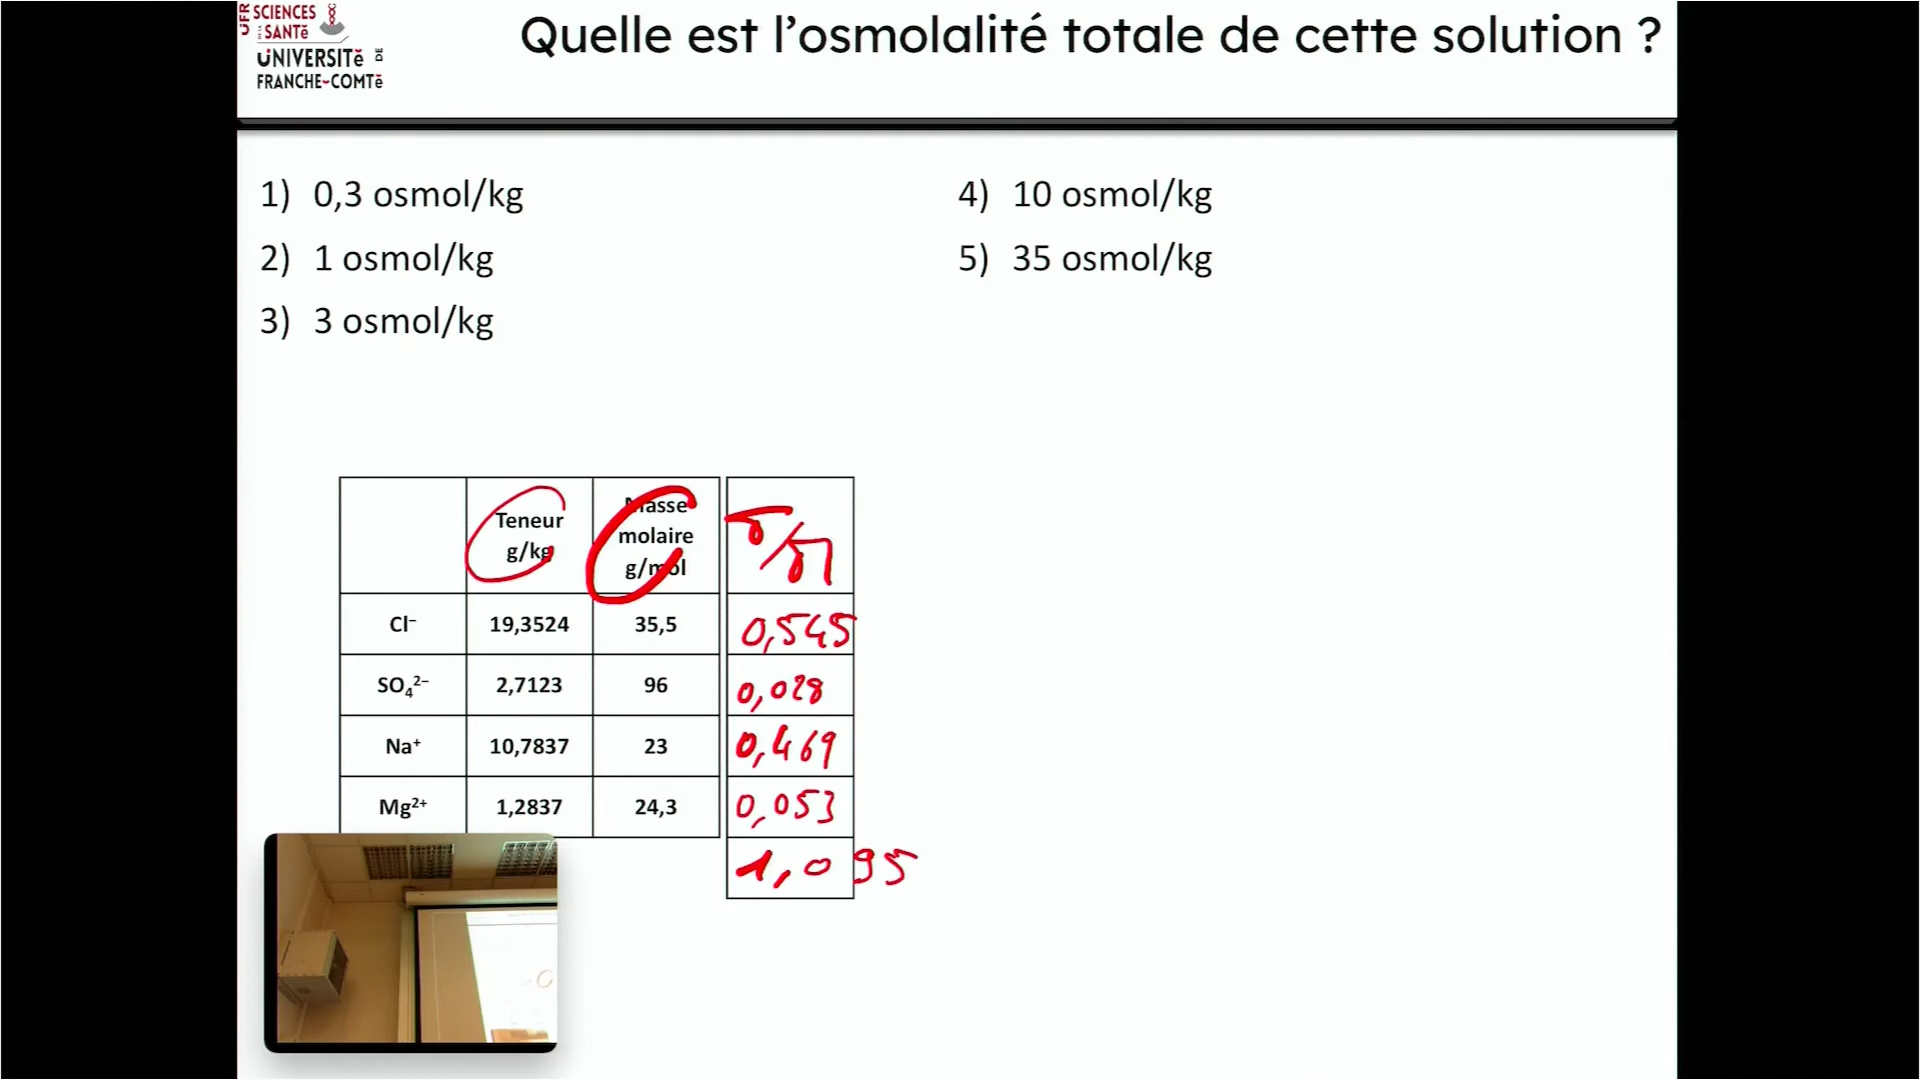 UFR SCIENCES
DE LA SANTé
UNIVERSITÉ DE
FRANCHE-COMTé
Quelle est l’osmolalité totale de cette solution ?
1) 0,3 osmol/kg
2) 1 osmol/kg
3) 3 osmol/kg
4) 10 osmol/kg
5) 35 osmol/kg
Teneur g/kg
Masse molaire g/mol
Cl⁻ 19,3524 35,5 0,545
SO₄²⁻ 2,7123 96 0,028
Na⁺ 10,7837 23 0,469
Mg²⁺ 1,2837 24,3 0,053
1,095